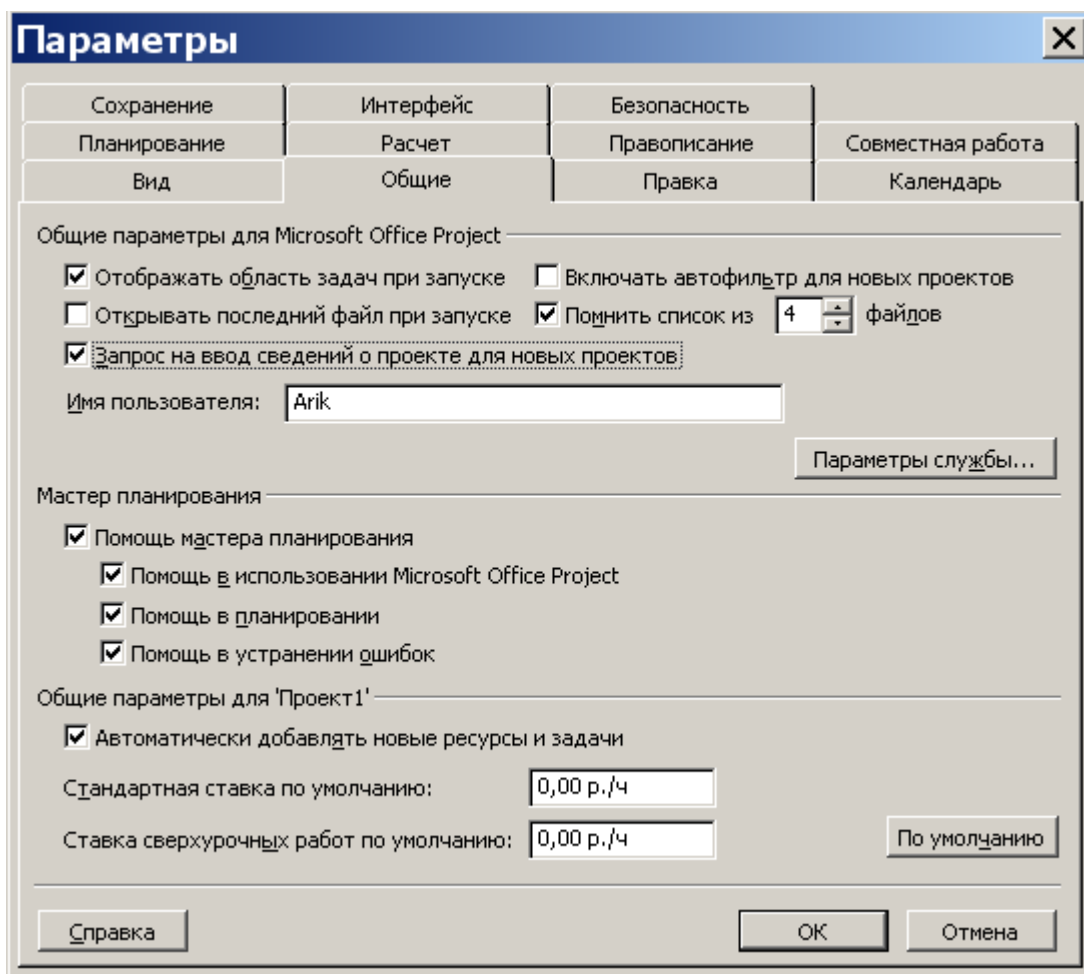 Параметры
Сохранение Интерфейс Безопасность
Планирование Расчет Правописание Совместная работа
Вид Общие Правка Календарь
Общие параметры для Microsoft Office Project
Отображать область задач при запуске Включать автофильтр для новых проектов
Открывать последний файл при запуске Помнить список из 4 файлов
Запрос на ввод сведений о проекте для новых проектов
Имя пользователя: Arik
Параметры службы...
Мастер планирования
Помощь мастера планирования
Помощь в использовании Microsoft Office Project
Помощь в планировании
Помощь в устранении ошибок
Общие параметры для 'Проект1'
Автоматически добавлять новые ресурсы и задачи
Стандартная ставка по умолчанию: 0,00 р./ч
Ставка сверхурочных работ по умолчанию: 0,00 р./ч По умолчанию
Справка ОК Отмена